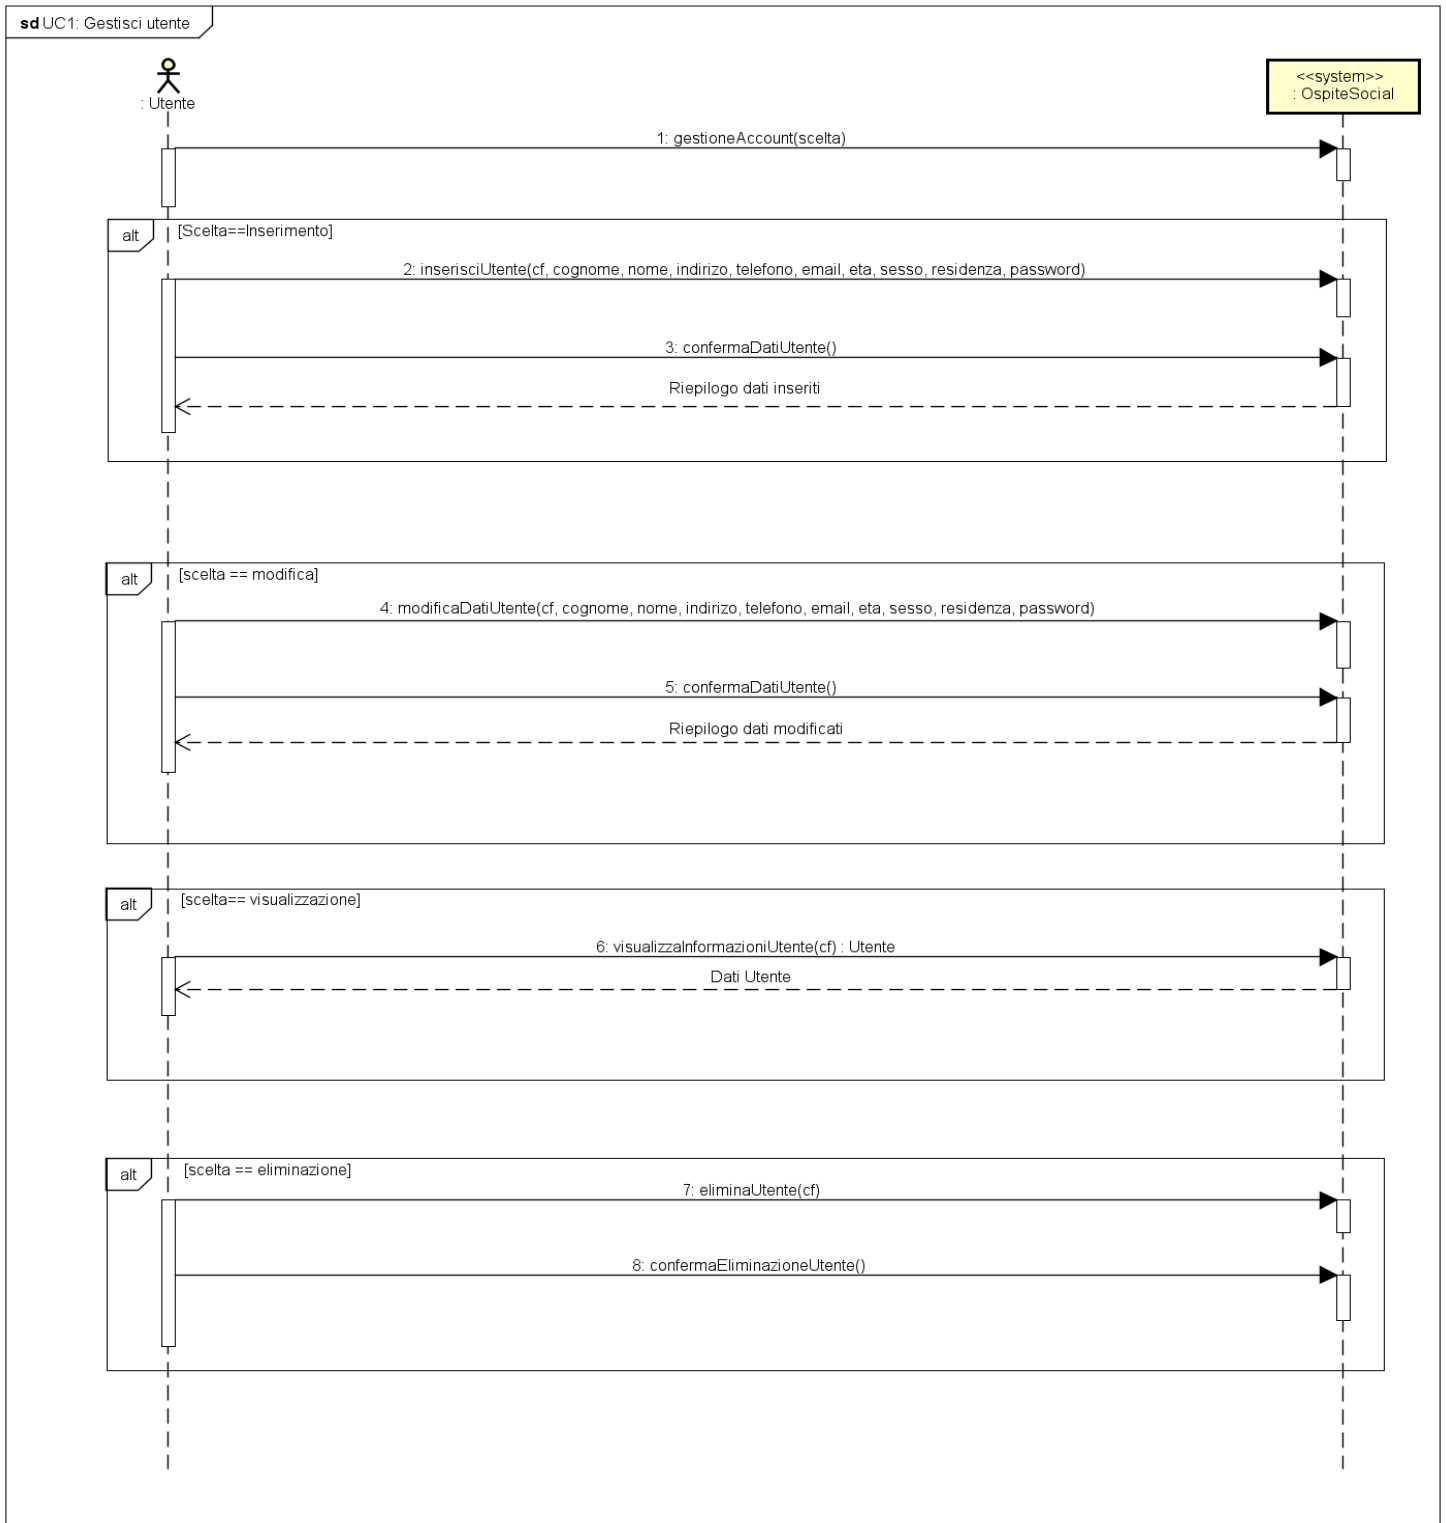 sd UC1: Gestisci utente
: Utente
<<system>>
: OspiteSocial
1: gestioneAccount(scelta)
alt
[Scelta==Inserimento]
2: inserisciUtente(cf, cognome, nome, indirizo, telefono, email, eta, sesso, residenza, password)
3: confermaDatiUtente()
Riepilogo dati inseriti
alt
[scelta == modifica]
4: modificaDatiUtente(cf, cognome, nome, indirizo, telefono, email, eta, sesso, residenza, password)
5: confermaDatiUtente()
Riepilogo dati modificati
alt
[scelta== visualizzazione]
6: visualizzaInformazioniUtente(cf) : Utente
Dati Utente
alt
[scelta == eliminazione]
7: eliminaUtente(cf)
8: confermaEliminazioneUtente()